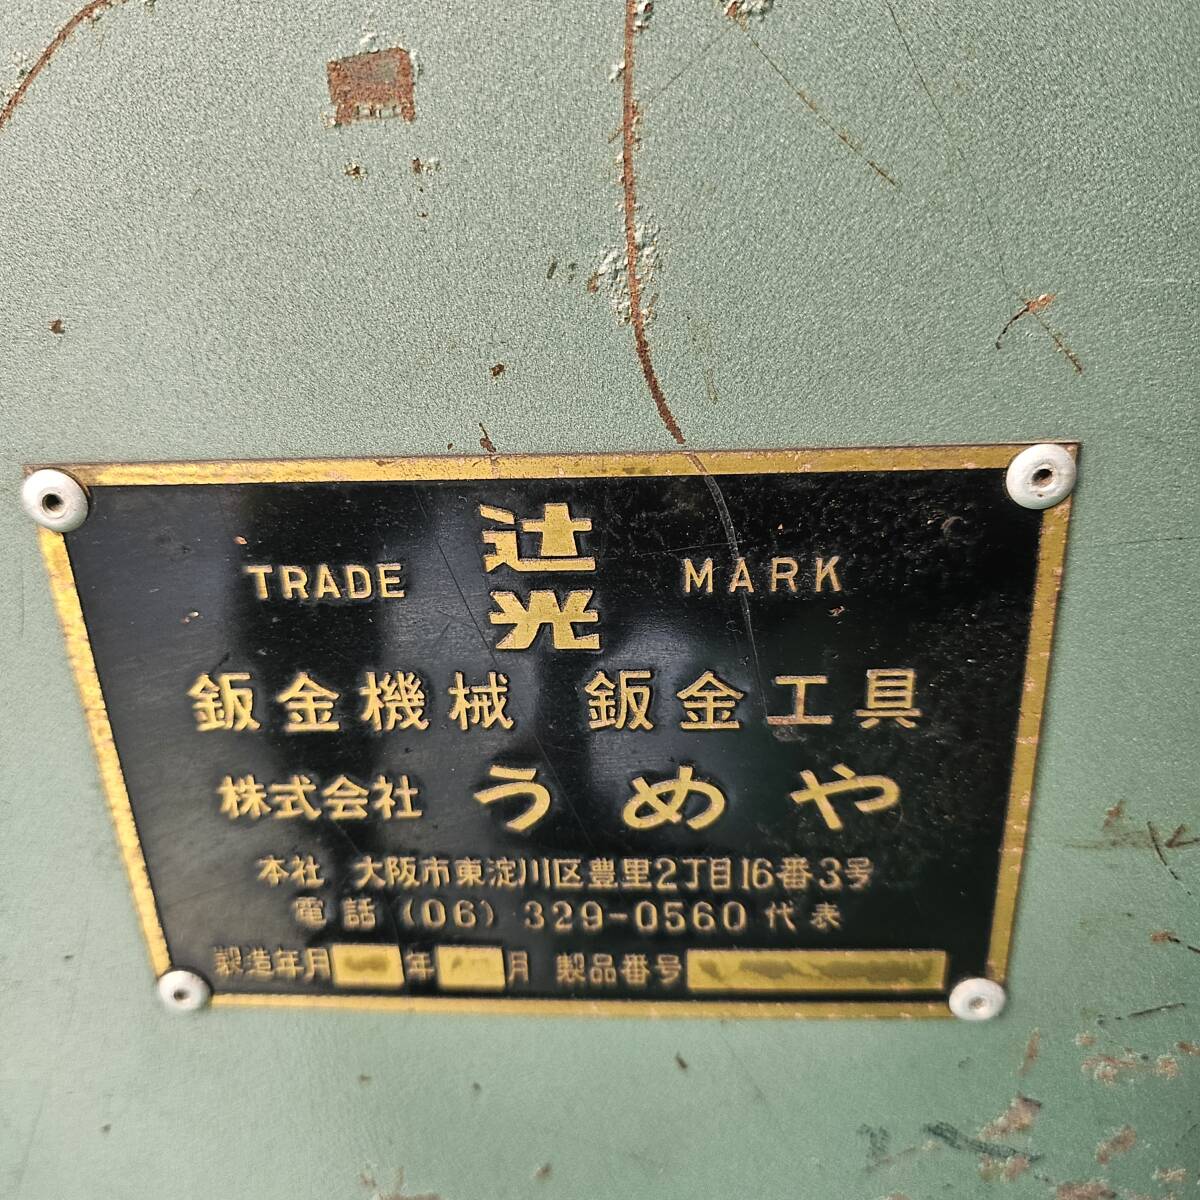 TRADE 辻光 MARK
鈑金機械 鈑金工具
株式会社 うめや
本社 大阪市東淀川区豊里2丁目16番3号
電話 (06) 329-0560 代表
製造年月 年 月 製品番号